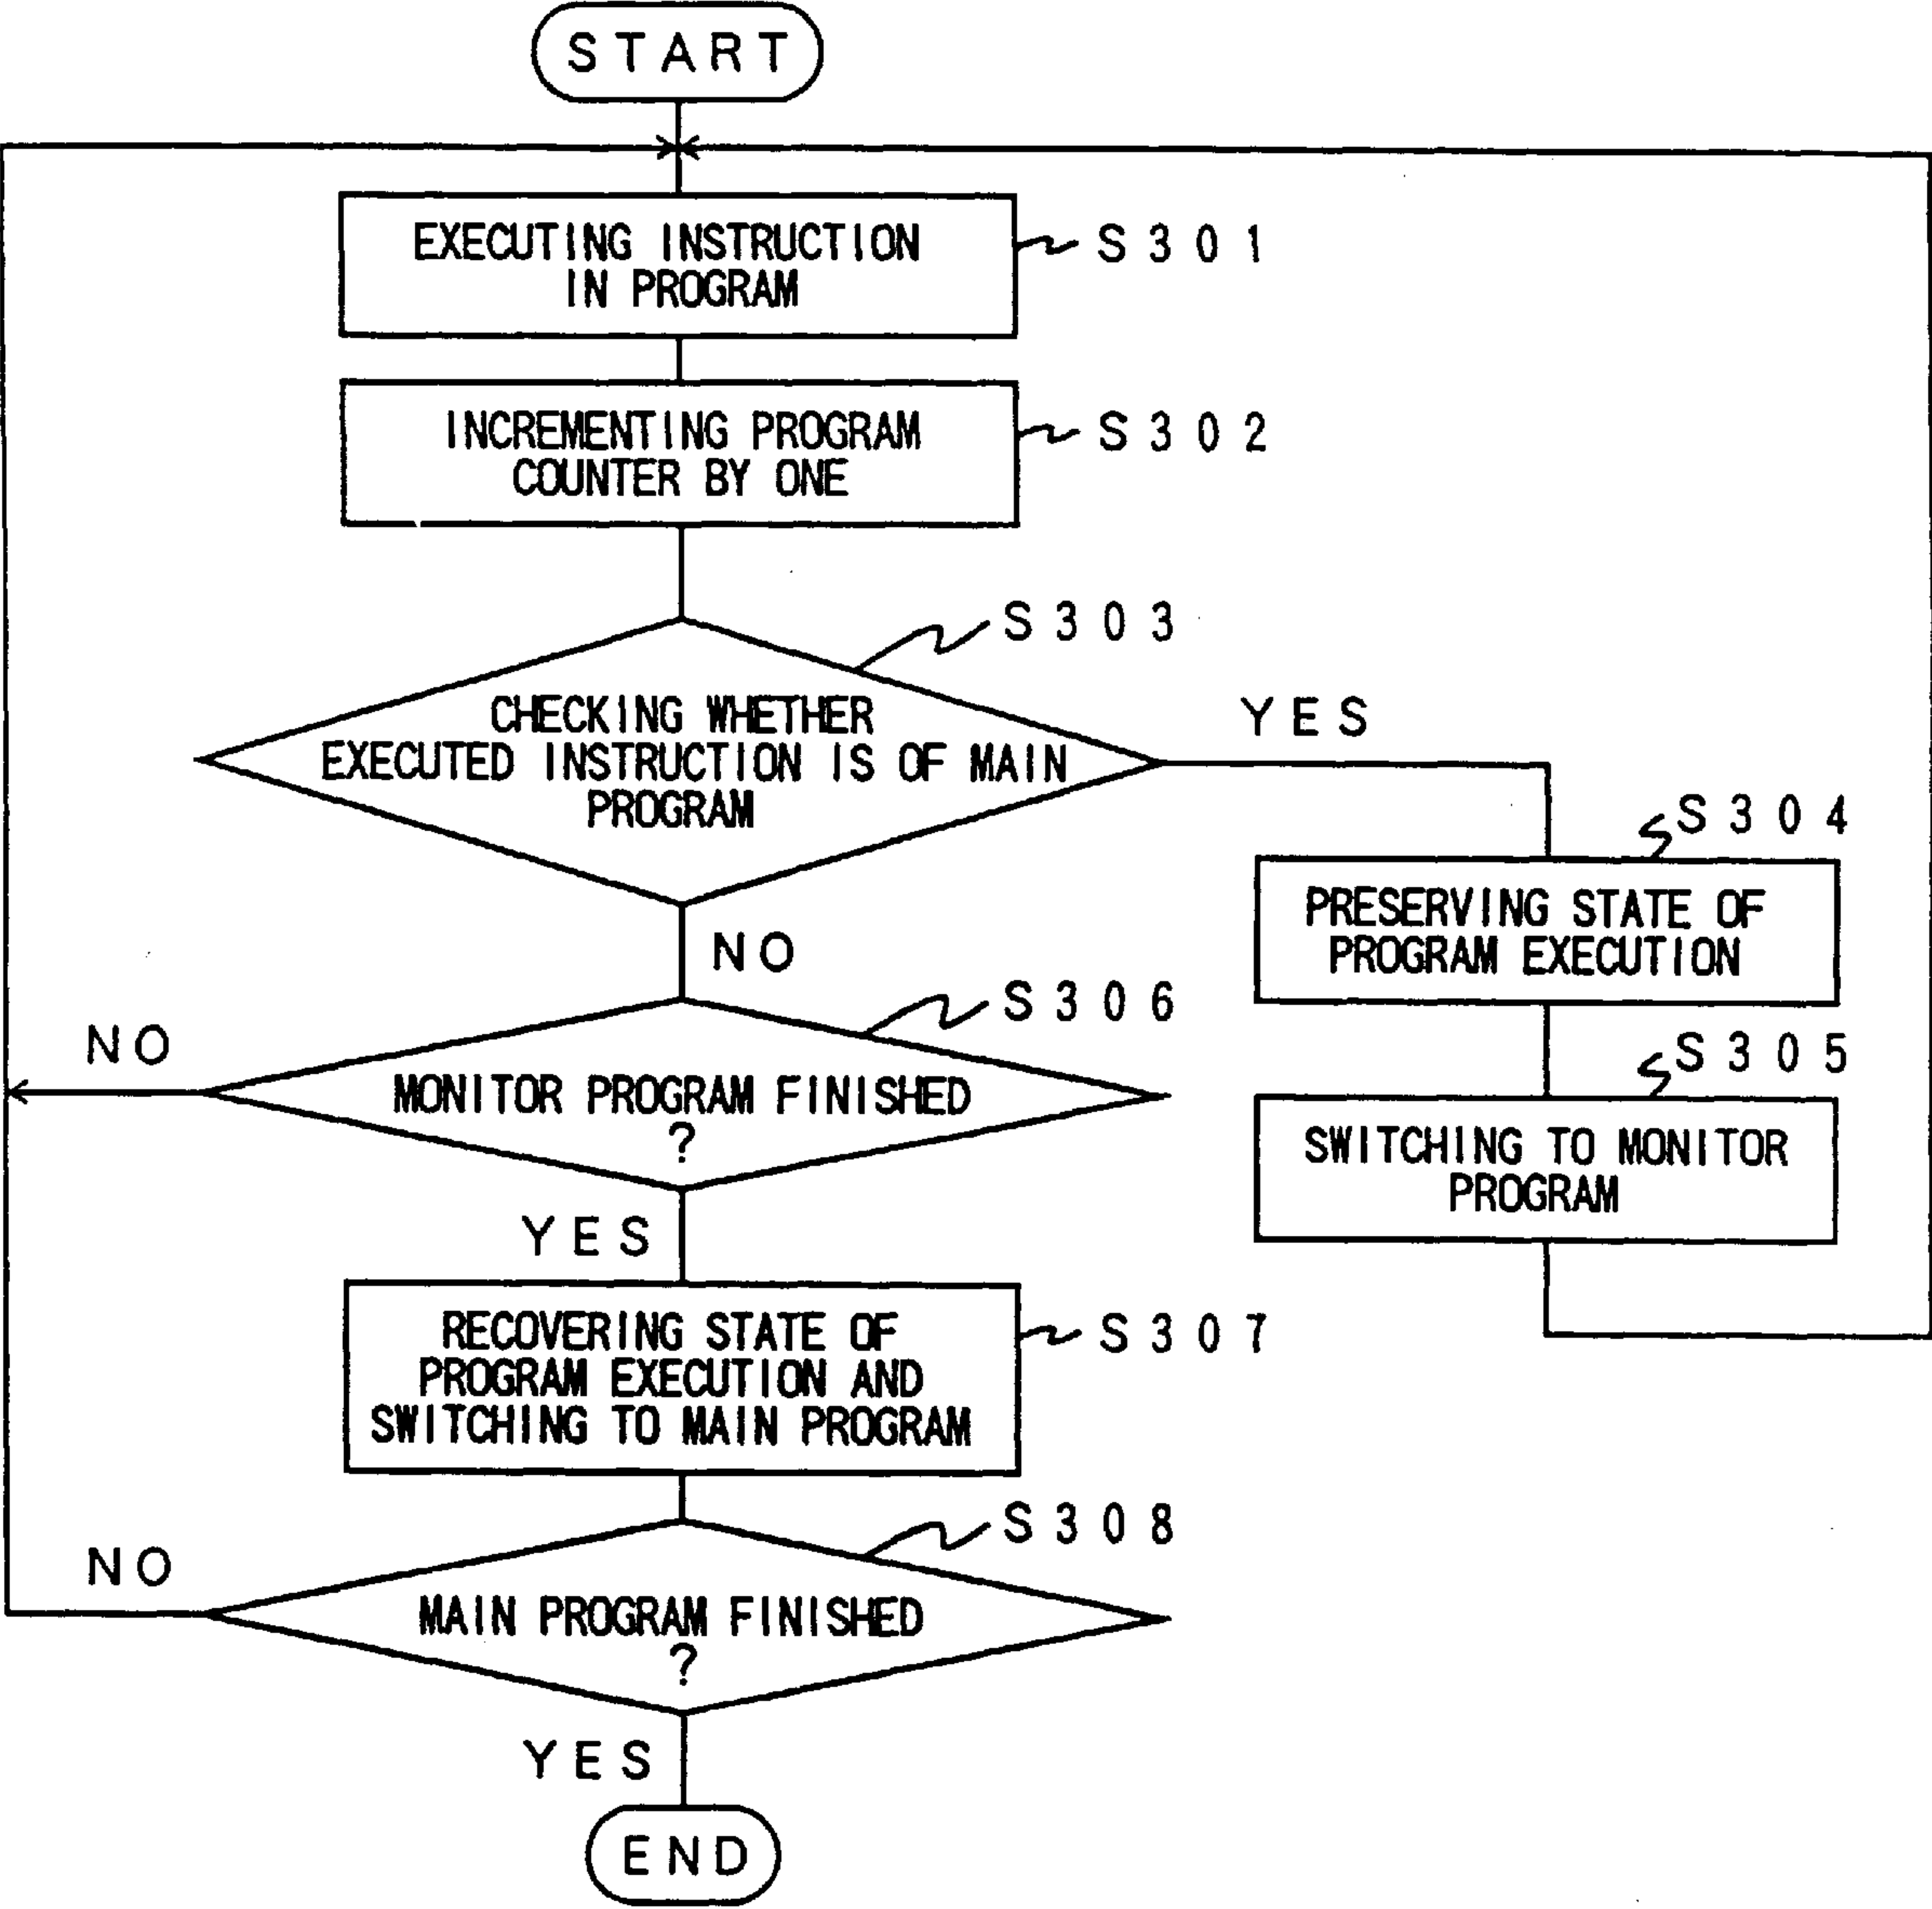 START
EXECUTING INSTRUCTION
IN PROGRAM
S301
INCREMENTING PROGRAM
COUNTER BY ONE
S302
S303
CHECKING WHETHER
EXECUTED INSTRUCTION IS OF MAIN
PROGRAM
YES
S304
PRESERVING STATE OF
PROGRAM EXECUTION
NO
S306
NO
MONITOR PROGRAM FINISHED
?
S305
SWITCHING TO MONITOR
PROGRAM
YES
RECOVERING STATE OF
PROGRAM EXECUTION AND
SWITCHING TO MAIN PROGRAM
S307
S308
NO
MAIN PROGRAM FINISHED
?
YES
END